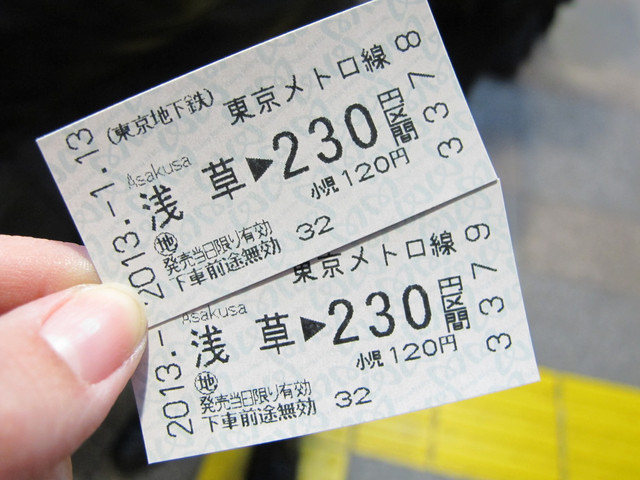 (東京地下鉄) 東京メトロ線
Asakusa
浅草▶230円区間
小児120円
㊞発売当日限り有効
下車前途無効
32
2013.-1.13
3378
東京メトロ線
Asakusa
浅草▶230円区間
小児120円
発売当日限り有効
下車前途無効
32
2013.-
3379